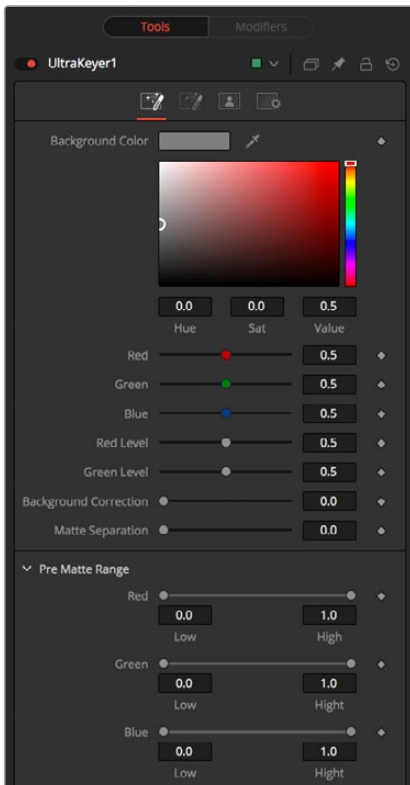 Tools Modifiers
UltraKeyer1
Background Color
0.0 0.0 0.5
Hue Sat Value
Red 0.5
Green 0.5
Blue 0.5
Red Level 0.5
Green Level 0.5
Background Correction 0.0
Matte Separation 0.0
Pre Matte Range
Red
0.0 1.0
Low High
Green
0.0 1.0
Low Hight
Blue
0.0 1.0
Low Hight